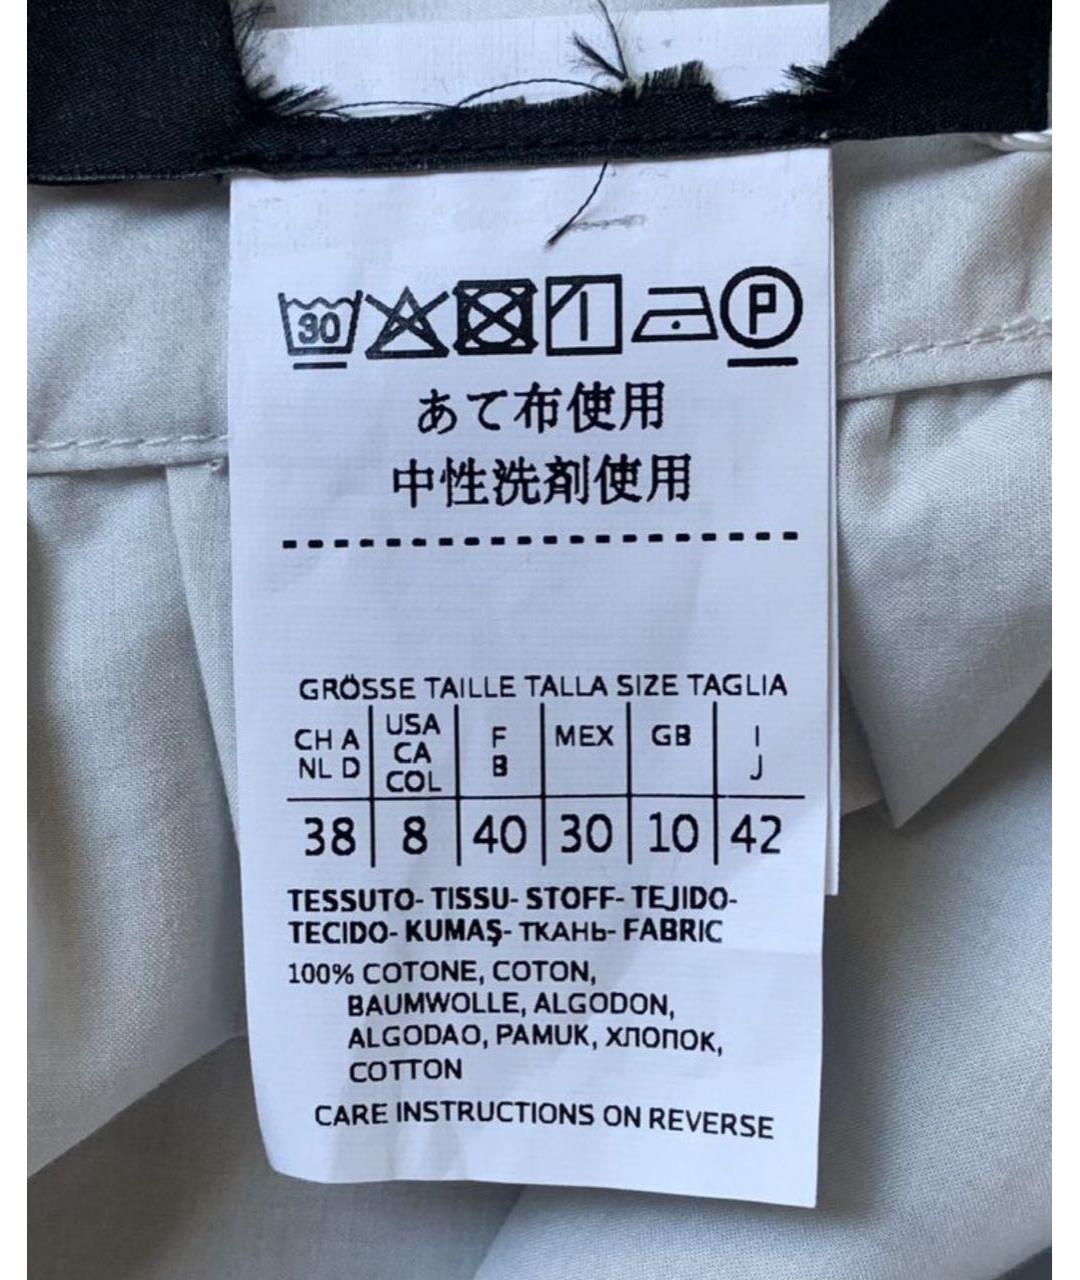 30 P
あて布使用
中性洗剤使用
GRÖSSE TAILLE TALLA SIZE TAGLIA
CH A NL D USA CA COL F B MEX GB I J
38 8 40 30 10 42
TESSUTO- TISSU- STOFF- TEJIDO-
TECIDO- KUMAŞ- ТКАНЬ- FABRIC
100% COTONE, COTON,
BAUMWOLLE, ALGODON,
ALGODAO, PAMUK, ХЛОПОК,
COTTON
CARE INSTRUCTIONS ON REVERSE